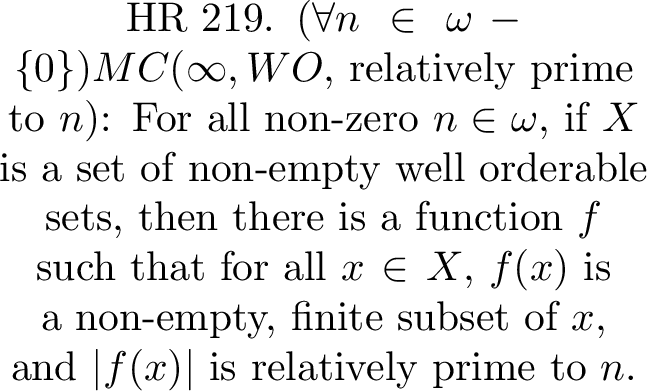 HR 219. (∀n ∈ ω −
{0})MC(∞, WO, relatively prime
to n): For all non-zero n ∈ ω, if X
is a set of non-empty well orderable
sets, then there is a function f
such that for all x ∈ X, f(x) is
a non-empty, finite subset of x,
and |f(x)| is relatively prime to n.